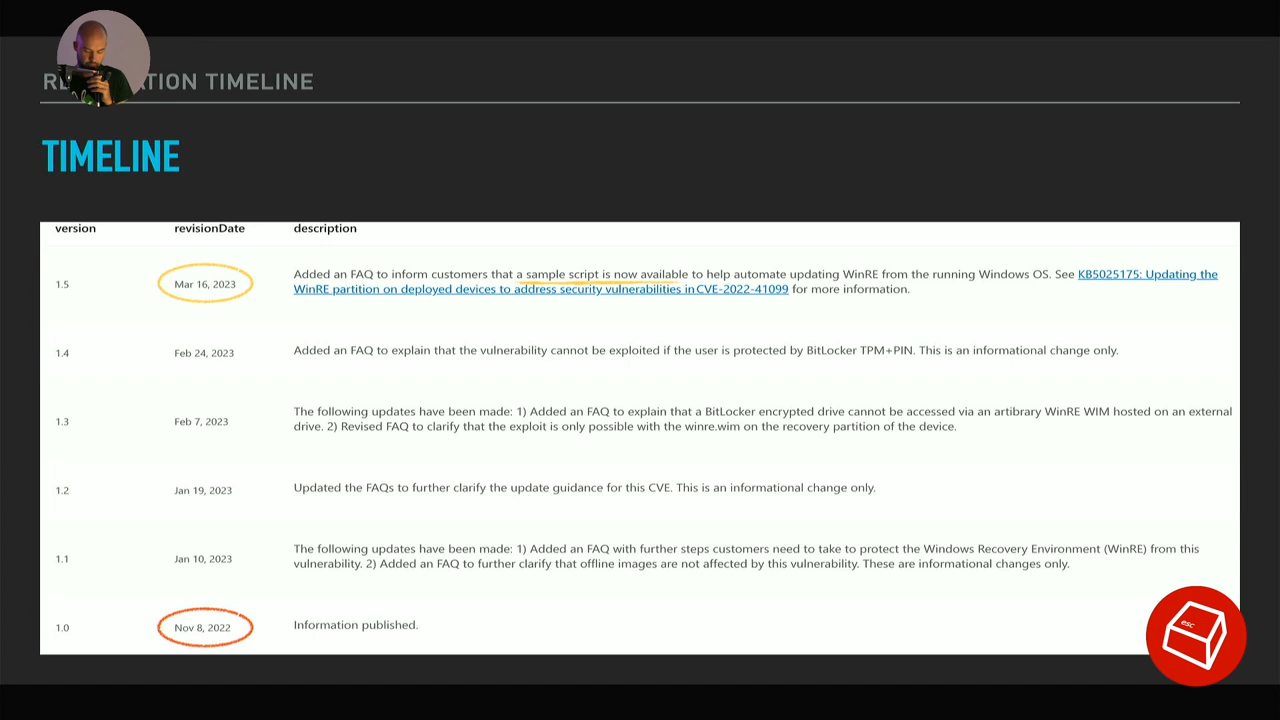 TION TIMELINE
TIMELINE
version revisionDate description
1.5 Mar 16, 2023 Added an FAQ to inform customers that a sample script is now available to help automate updating WinRE from the running Windows OS. See KB5025175: Updating the
WinRE partition on deployed devices to address security vulnerabilities in CVE-2022-41099 for more information.
1.4 Feb 24, 2023 Added an FAQ to explain that the vulnerability cannot be exploited if the user is protected by BitLocker TPM+PIN. This is an informational change only.
1.3 Feb 7, 2023 The following updates have been made: 1) Added an FAQ to explain that a BitLocker encrypted drive cannot be accessed via an artibrary WinRE WIM hosted on an external
drive. 2) Revised FAQ to clarify that the exploit is only possible with the winre.wim on the recovery partition of the device.
1.2 Jan 19, 2023 Updated the FAQs to further clarify the update guidance for this CVE. This is an informational change only.
1.1 Jan 10, 2023 The following updates have been made: 1) Added an FAQ with further steps customers need to take to protect the Windows Recovery Environment (WinRE) from this
vulnerability. 2) Added an FAQ to further clarify that offline images are not affected by this vulnerability. These are informational changes only.
1.0 Nov 8, 2022 Information published.
esc